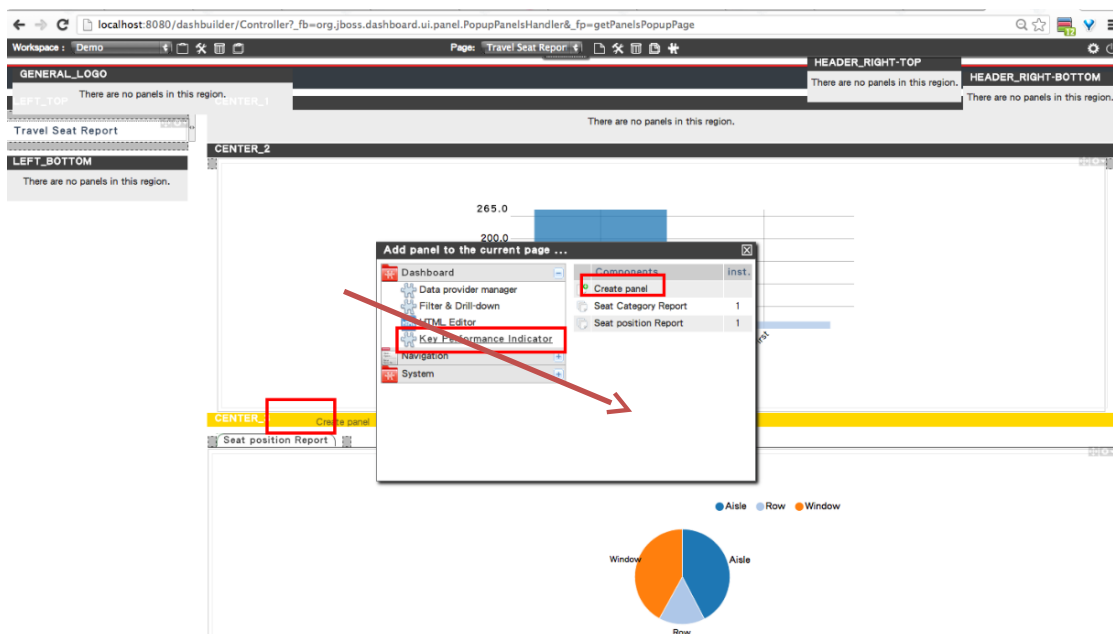 localhost:8080/dashbuilder/Controller?_fb=org.jboss.dashboard.ui.panel.PopupPanelsHandler&_fp=getPanelsPopupPage
12
Workspace : Demo
Page: Travel Seat Repor
GENERAL_LOGO
There are no panels in this region.
HEADER_RIGHT-TOP
There are no panels in this region.
HEADER_RIGHT-BOTTOM
There are no panels in this region.
LEFT_TOP
CENTER_1
There are no panels in this region.
Travel Seat Report
CENTER_2
LEFT_BOTTOM
There are no panels in this region.
265.0
200.0
Add panel to the current page ...
Dashboard
Data provider manager
Filter & Drill-down
HTML Editor
Key Performance Indicator
Navigation
System
Components inst.
Create panel
Seat Category Report 1
Seat position Report 1
CENTER_
Create panel
Seat position Report
Aisle Row Window
Window
Aisle
Row